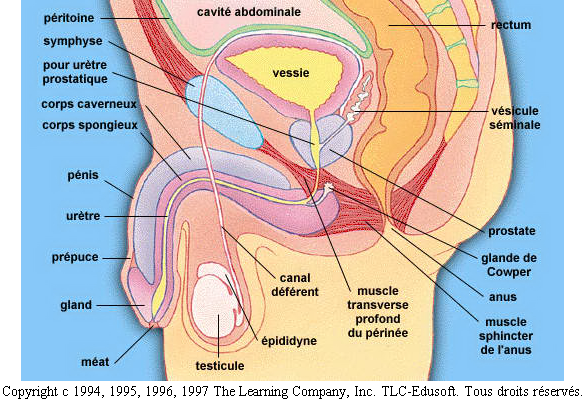 péritoine
symphyse
pour urètre
prostatique
corps caverneux
corps spongieux
pénis
urètre
prépuce
gland
méat
cavité abdominale
vessie
canal
déférent
épididyne
testicule
muscle
transverse
profond
du périnée
rectum
vésicule
séminale
prostate
glande de
Cowper
anus
muscle
sphincter
de l'anus
Copyright c 1994, 1995, 1996, 1997 The Learning Company, Inc. TLC-Edusoft. Tous droits réservés.